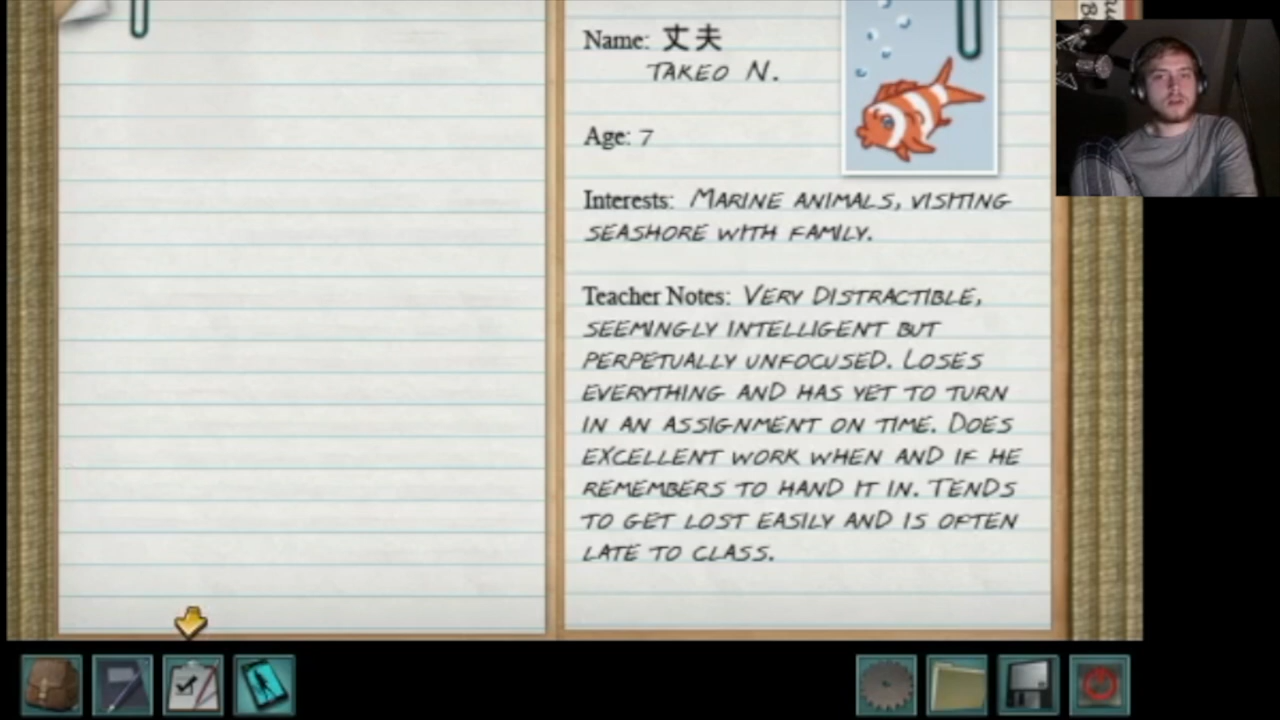 Name: 丈夫
TAKEO N.
Age: 7
Interests: MARINE ANIMALS, VISITING
SEASHORE WITH FAMILY.
Teacher Notes: VERY DISTRACTIBLE,
SEEMINGLY INTELLIGENT BUT
PERPETUALLY UNFOCUSED. LOSES
EVERYTHING AND HAS YET TO TURN
IN AN ASSIGNMENT ON TIME. DOES
EXCELLENT WORK WHEN AND IF HE
REMEMBERS TO HAND IT IN. TENDS
TO GET LOST EASILY AND IS OFTEN
LATE TO CLASS.